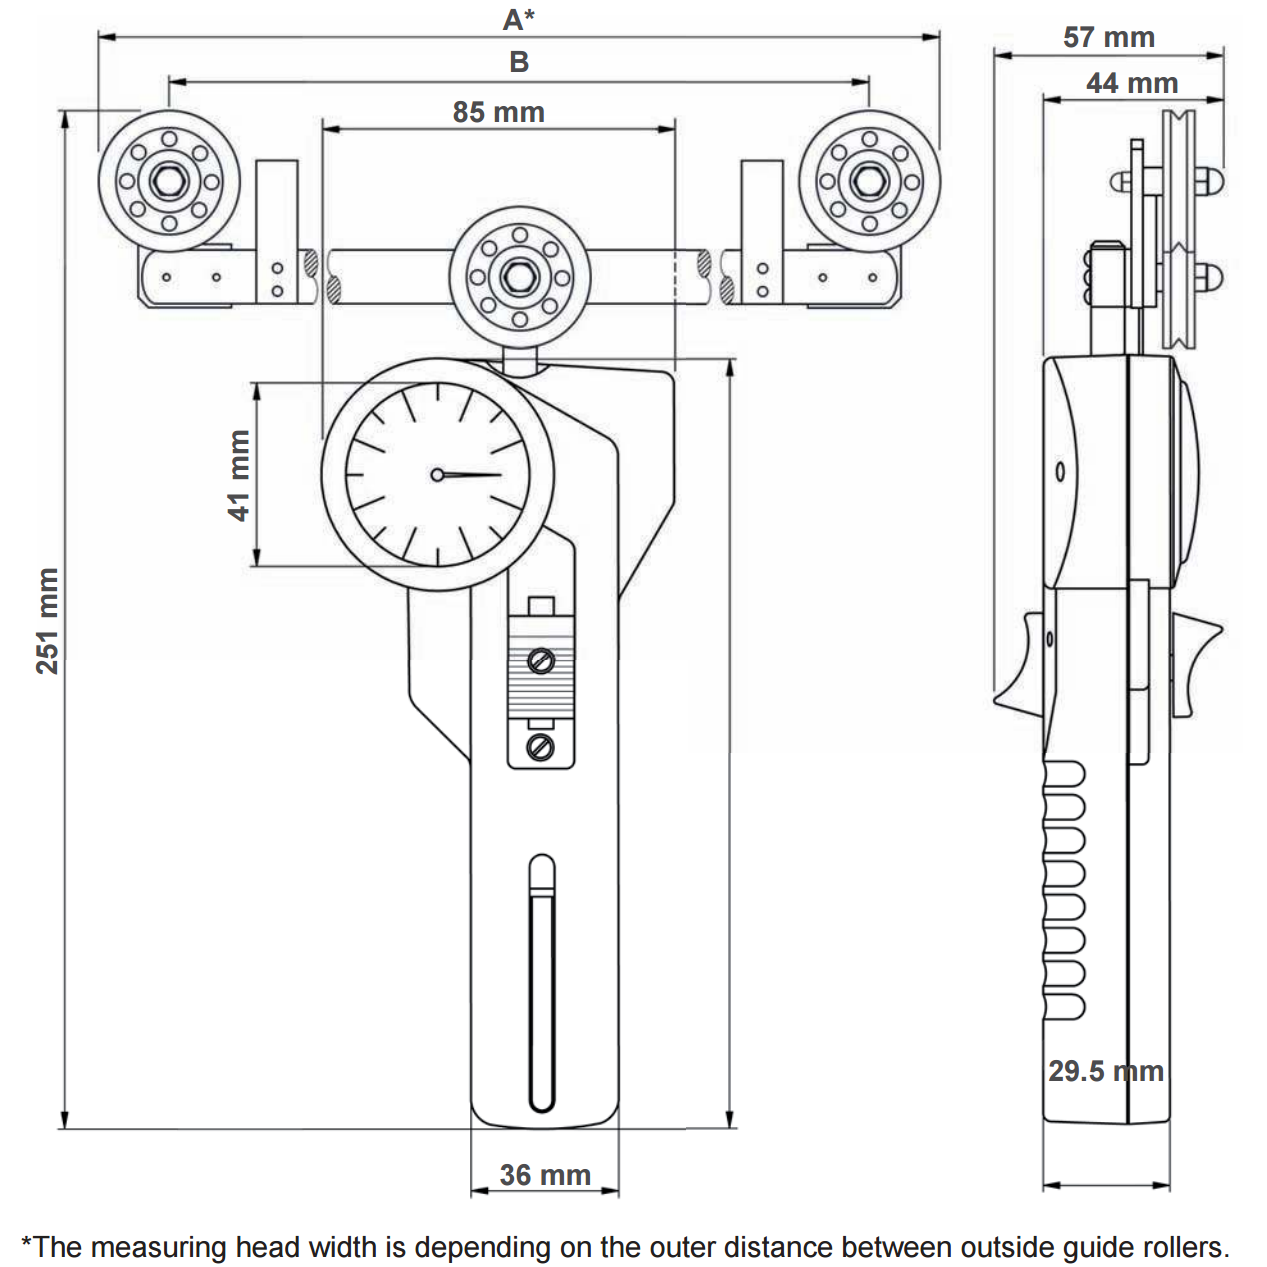 A*
57 mm
B
44 mm
85 mm
41 mm
251 mm
29.5 mm
36 mm
*The measuring head width is depending on the outer distance between outside guide rollers.